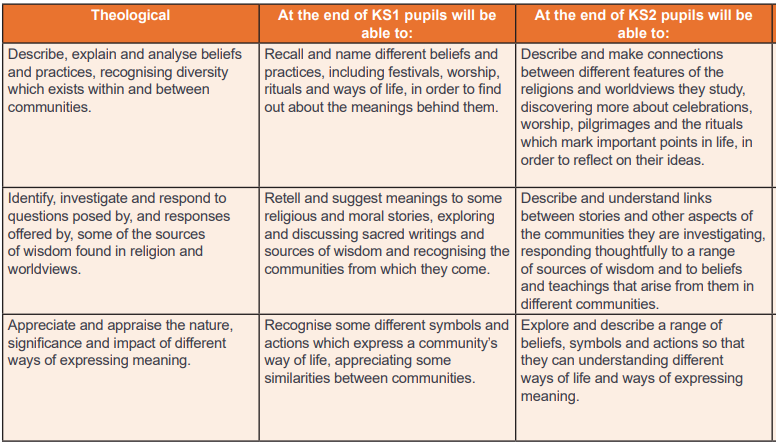 Theological
At the end of KS1 pupils will be
able to:
At the end of KS2 pupils will be
able to:
Describe, explain and analyse beliefs
and practices, recognising diversity
which exists within and between
communities.
Recall and name different beliefs and
practices, including festivals, worship,
rituals and ways of life, in order to find
out about the meanings behind them.
Describe and make connections
between different features of the
religions and worldviews they study,
discovering more about celebrations,
worship, pilgrimages and the rituals
which mark important points in life, in
order to reflect on their ideas.
Identify, investigate and respond to
questions posed by, and responses
offered by, some of the sources
of wisdom found in religion and
worldviews.
Retell and suggest meanings to some
religious and moral stories, exploring
and discussing sacred writings and
sources of wisdom and recognising the
communities from which they come.
Describe and understand links
between stories and other aspects of
the communities they are investigating,
responding thoughtfully to a range
of sources of wisdom and to beliefs
and teachings that arise from them in
different communities.
Appreciate and appraise the nature,
significance and impact of different
ways of expressing meaning.
Recognise some different symbols and
actions which express a community’s
way of life, appreciating some
similarities between communities.
Explore and describe a range of
beliefs, symbols and actions so that
they can understanding different
ways of life and ways of expressing
meaning.